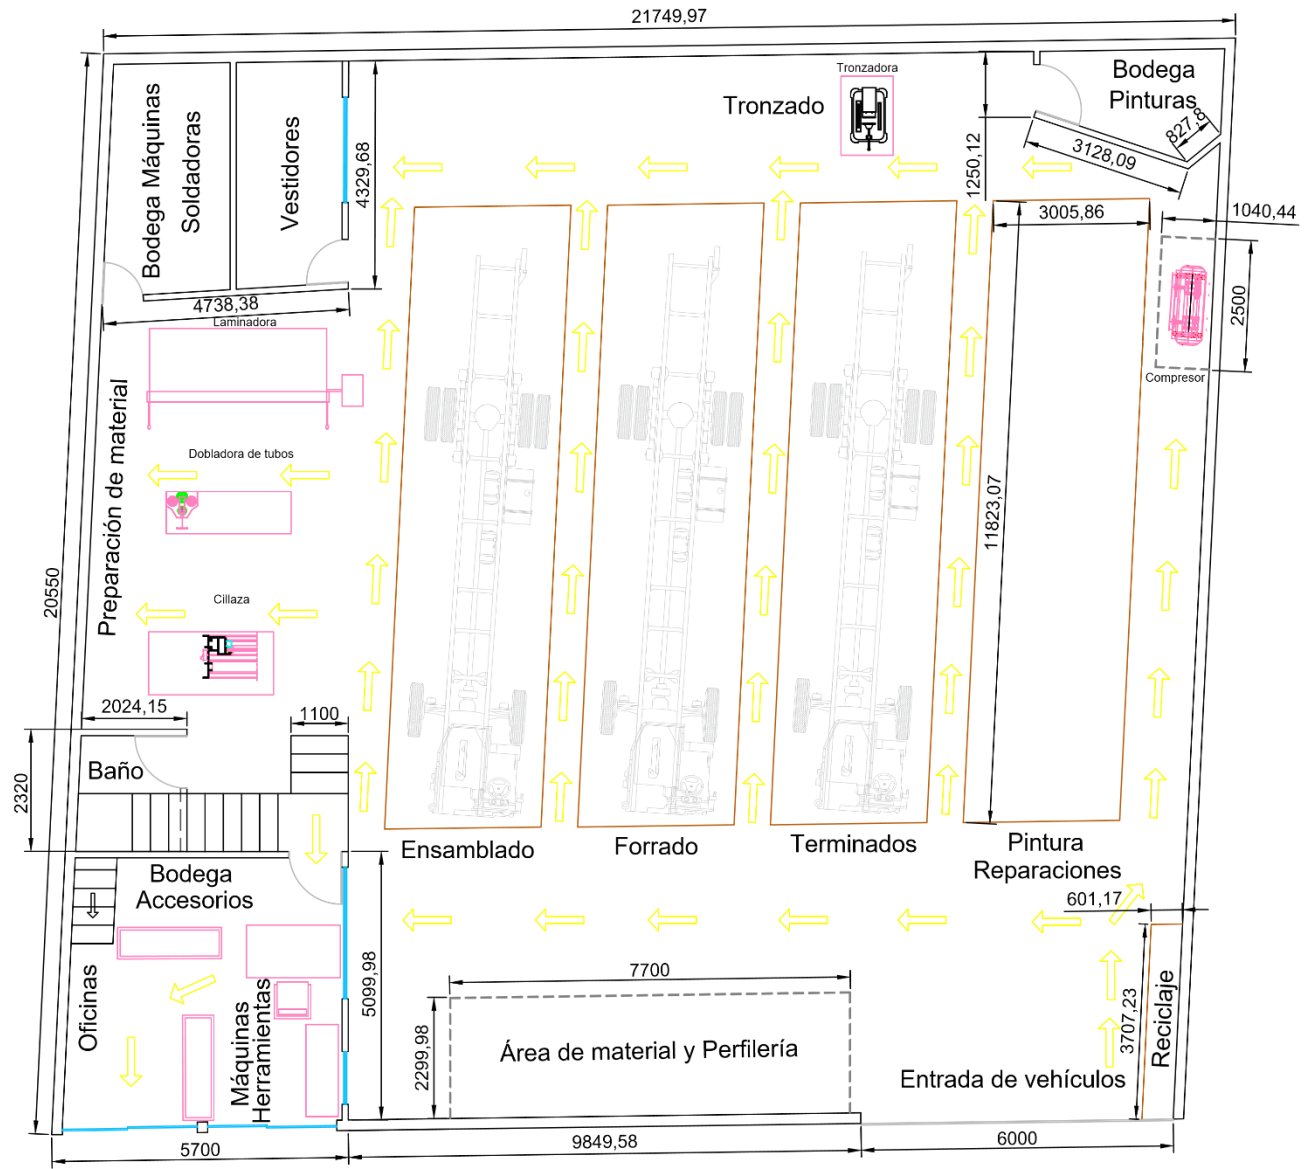 21749,97
Tronzadora
Tronzado
Bodega
Pinturas
827,8
3128,09
1250,12
Bodega Máquinas
Soldadoras
Vestidores
4329,68
3005,86
1040,44
2500
Compresor
4738,38
Laminadora
Preparación de material
Dobladora de tubos
Cillaza
11823,07
20550
2024,15
1100
Baño
2320
Ensamblado
Forrado
Terminados
Pintura
Reparaciones
Bodega
Accesorios
601,17
5099,98
7700
2299,98
Área de material y Perfilería
3707,23
Reciclaje
Entrada de vehículos
Oficinas
Máquinas
Herramientas
5700
9849,58
6000